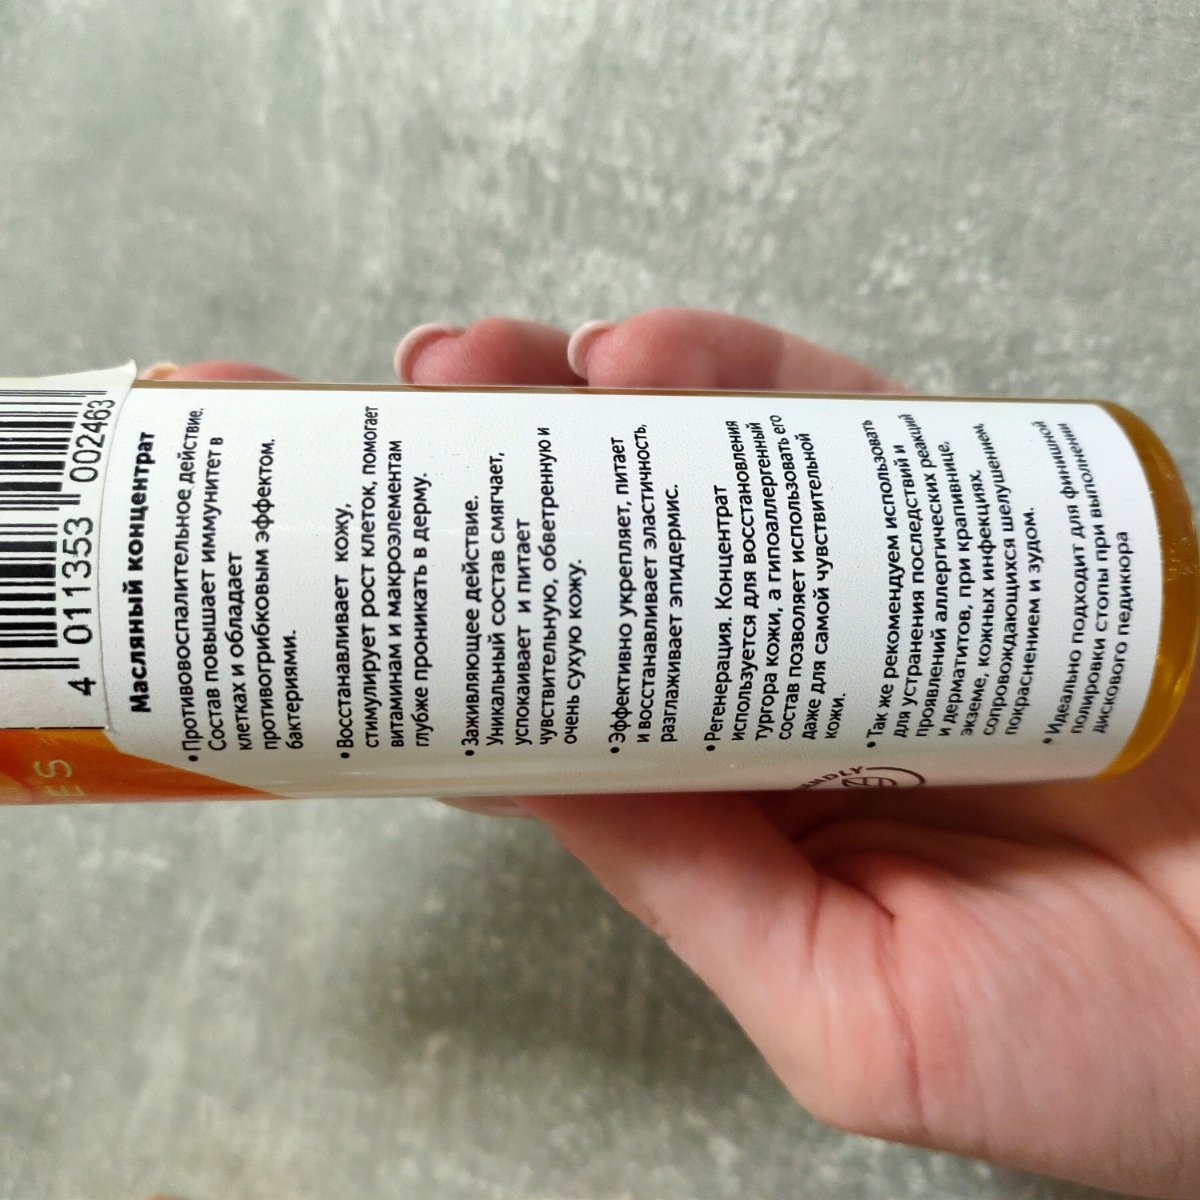 4 011353 002463
ES
Масляный концентрат
•Противовоспалительное действие.
Состав повышает иммунитет в
клетках и обладает
противогрибковым эффектом.
бактериями.
•Восстанавливает кожу,
стимулирует рост клеток, помогает
витаминам и макроэлементам
глубже проникать в дерму.
•Заживляющее действие.
Уникальный состав смягчает,
успокаивает и питает
чувствительную, обветренную и
очень сухую кожу.
•Эффективно укрепляет, питает
и восстанавливает эластичность,
разглаживает эпидермис.
•Регенерация. Концентрат
используется для восстановления
тургора кожи, а гипоаллергенный
состав позволяет использовать его
даже для самой чувствительной
кожи.
•Так же рекомендуем использовать
для устранения последствий и
проявлений аллергических реакций
и дерматитов, при крапивнице,
экземе, кожных инфекциях,
сопровождающихся шелушением,
покраснением и зудом.
•Идеально подходит для финишной
полировки стопы при выполнении
дискового педикюра
NDLY